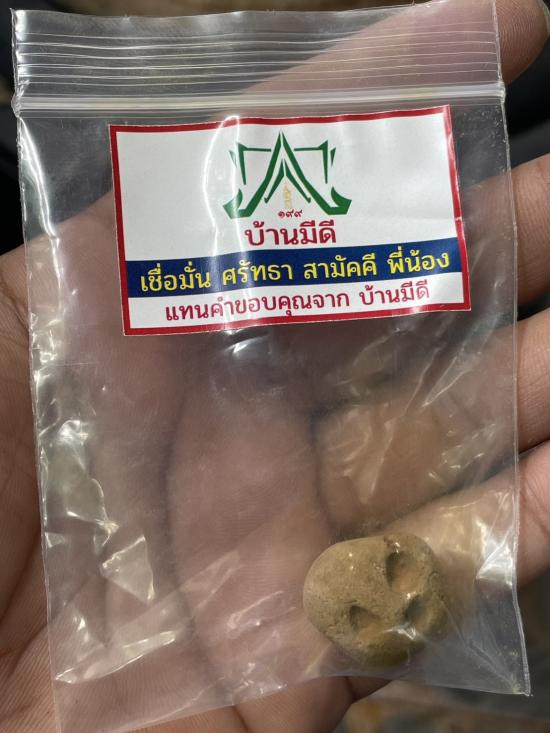 ๑๙๙
บ้านมีดี
เชื่อมั่น ศรัทธา สามัคคี พี่น้อง
แทนคำขอบคุณจาก บ้านมีดี